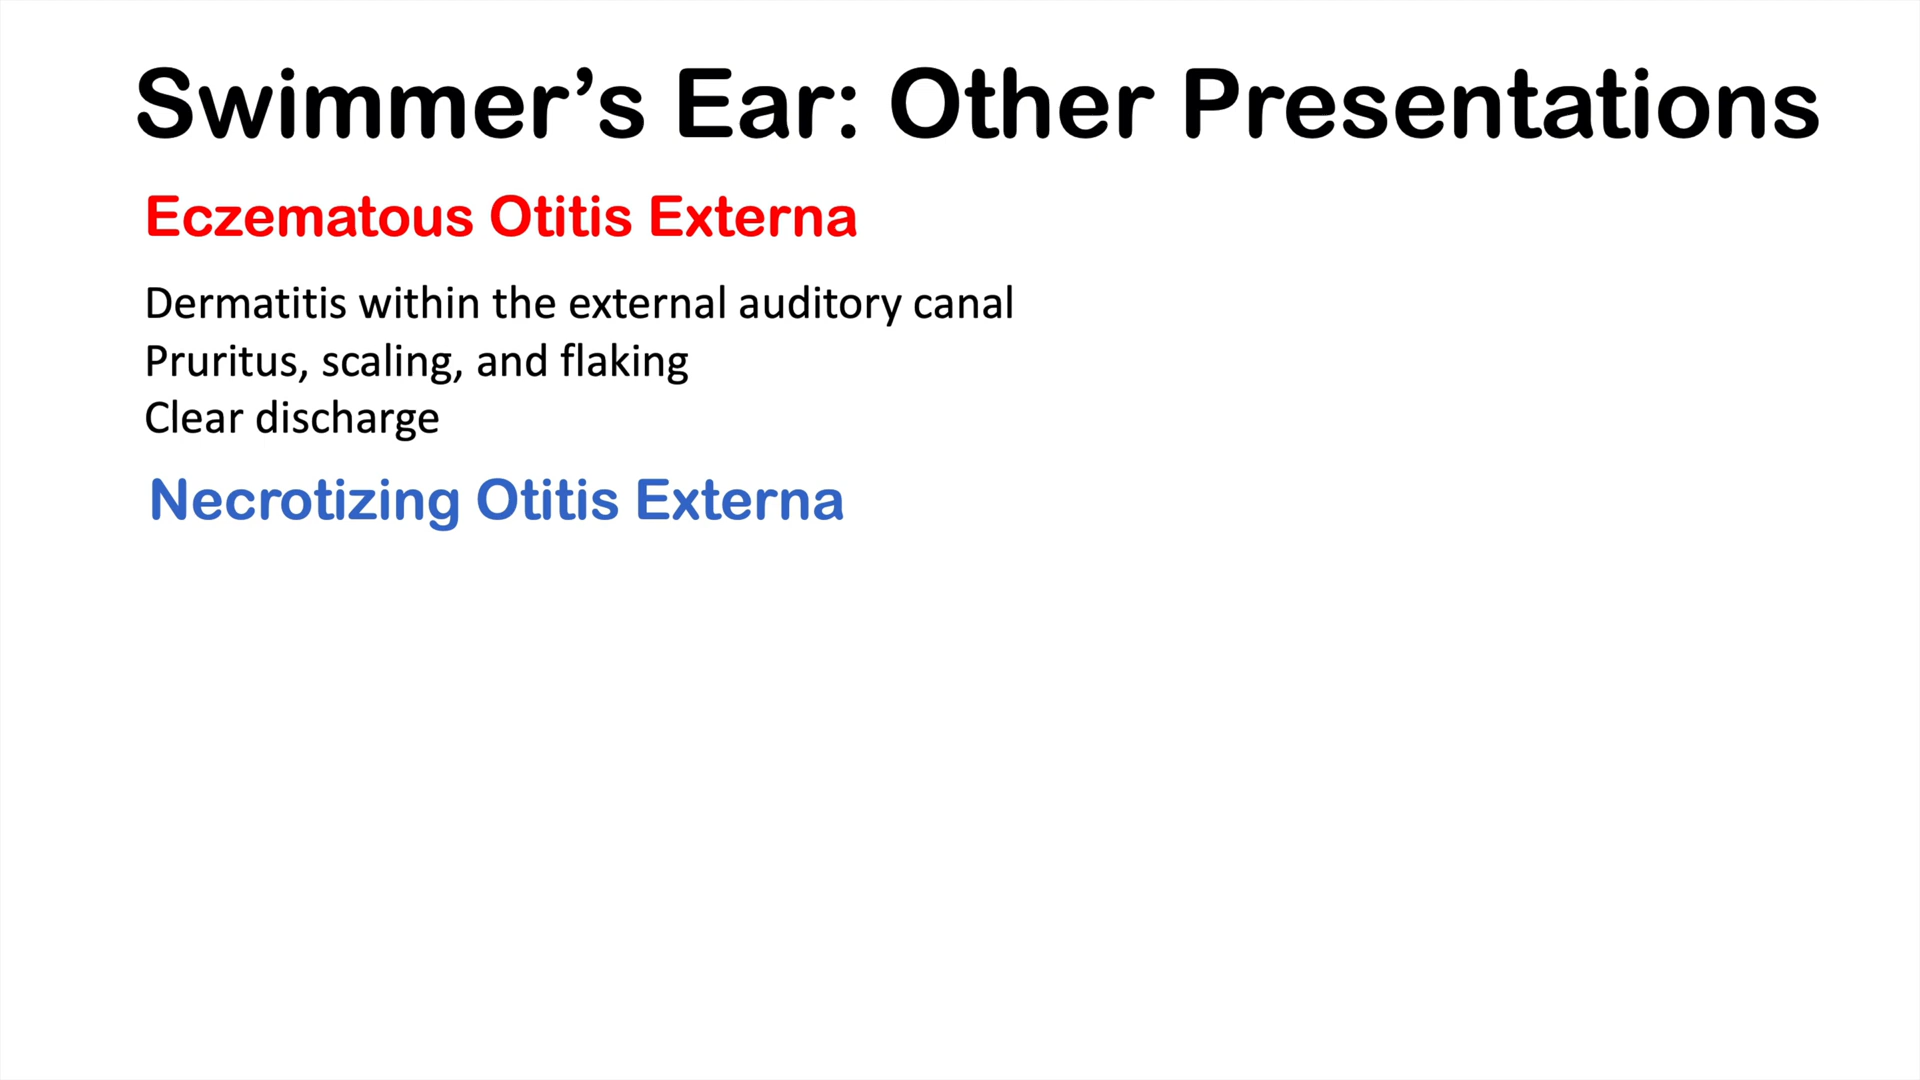 Swimmer’s Ear: Other Presentations
Eczematous Otitis Externa
Dermatitis within the external auditory canal
Pruritus, scaling, and flaking
Clear discharge
Necrotizing Otitis Externa